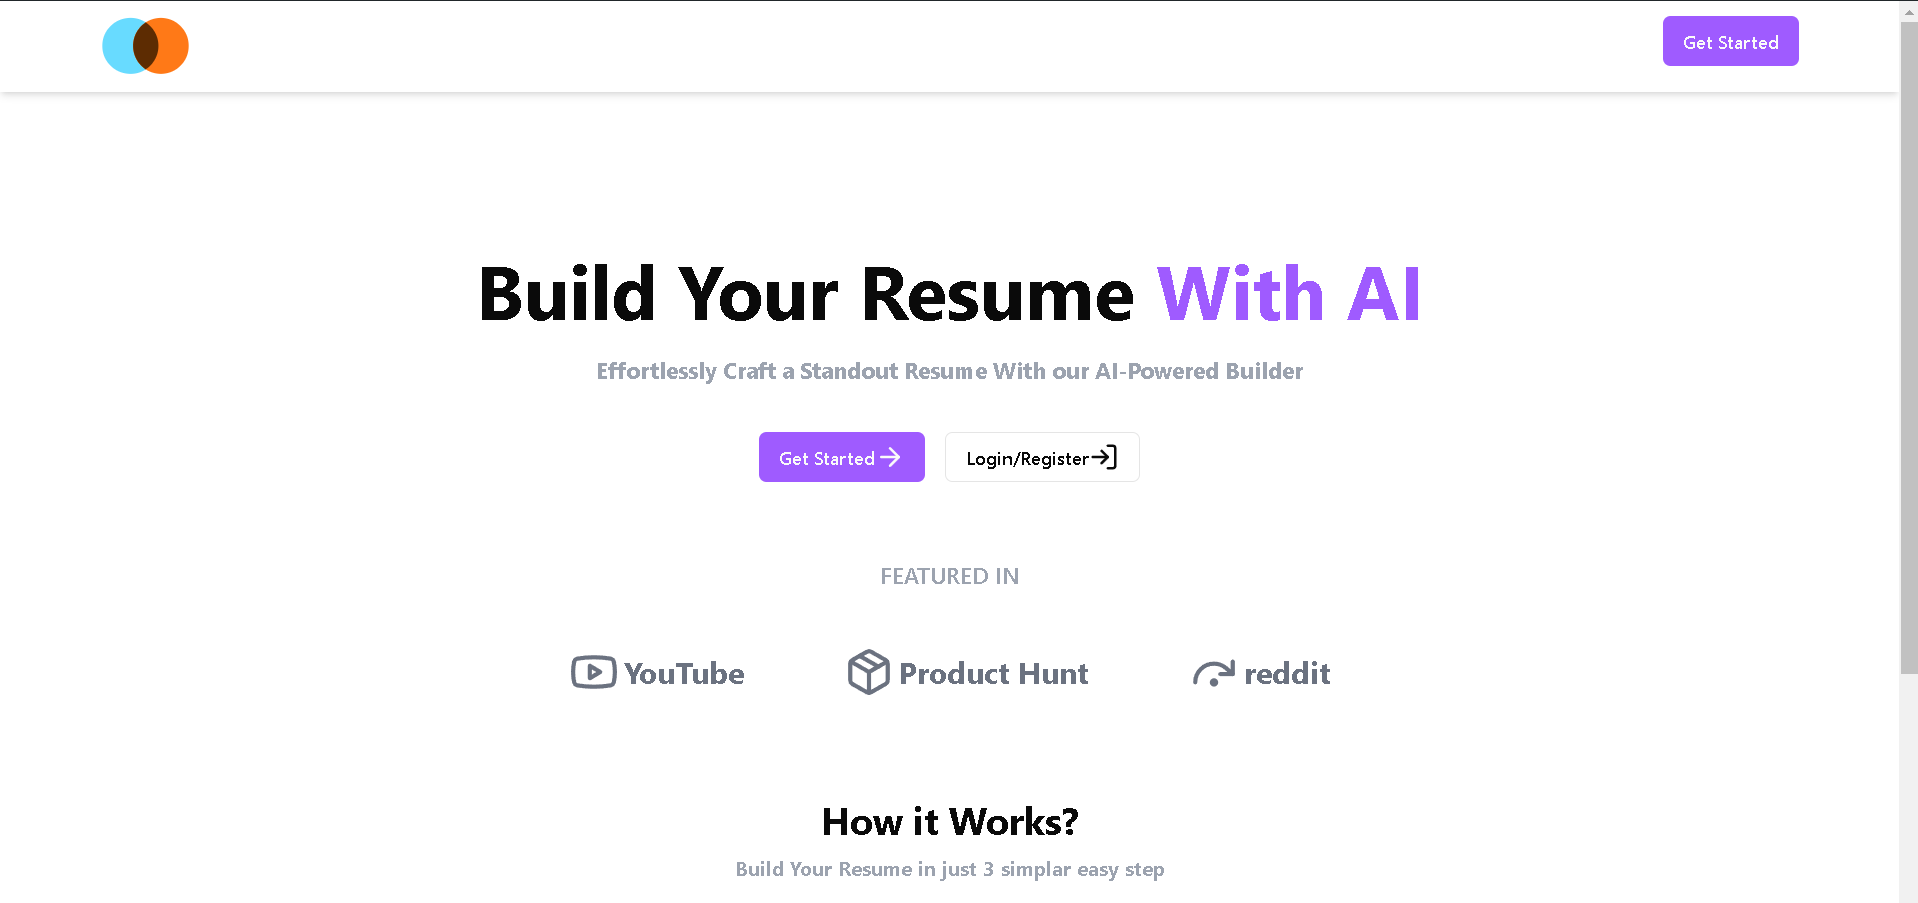 Get Started
Build Your Resume With AI
Effortlessly Craft a Standout Resume With our AI-Powered Builder
Get Started
Login/Register
FEATURED IN
YouTube
Product Hunt
reddit
How it Works?
Build Your Resume in just 3 simplar easy step